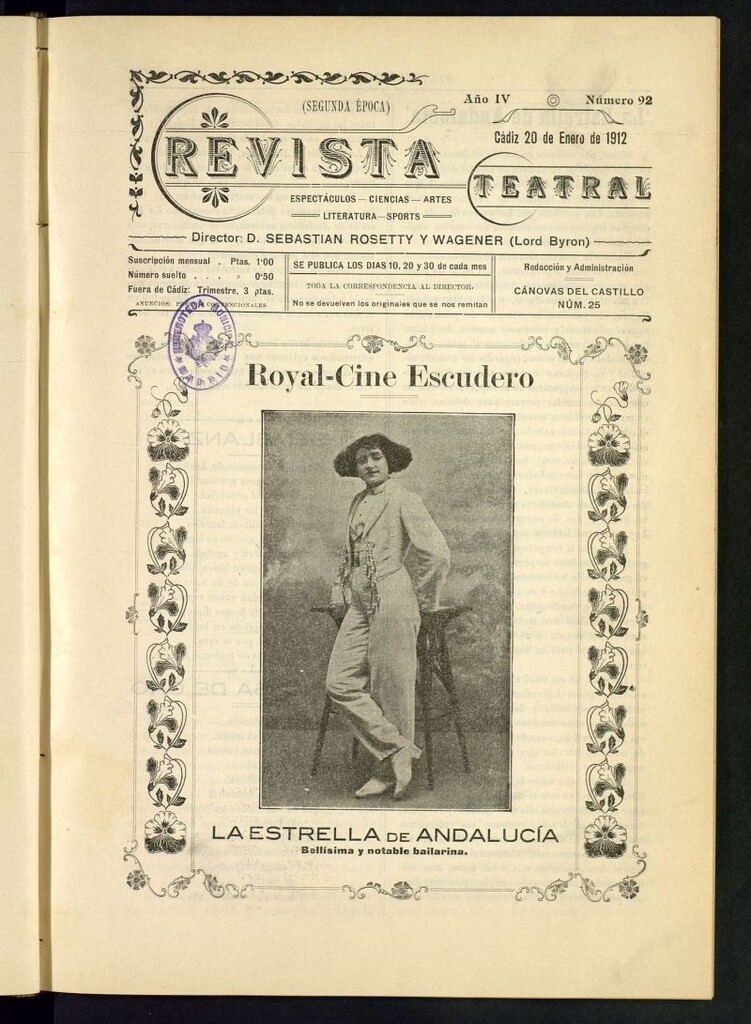 (SEGUNDA ÉPOCA)
Año IV Número 92
Cádiz 20 de Enero de 1912
REVISTA
TEATRAL
ESPECTÁCULOS — CIENCIAS — ARTES
LITERATURA — SPORTS
Director: D. SEBASTIAN ROSETTY Y WAGENER (Lord Byron)
Suscripción mensual . Ptas. 1'00
Número suelto . . . » 0'50
Fuera de Cádiz: Trimestre, 3 ptas.
ANUNCIOS: CONVENCIONALES
SE PUBLICA LOS DIAS 10, 20 y 30 de cada mes
TODA LA CORRESPONDENCIA AL DIRECTOR.
No se devuelven los originales que se nos remitan
Redacción y Administración
CÁNOVAS DEL CASTILLO
NÚM. 25
HEMEROTECA MUNICIPAL
MADRID
Royal-Cine Escudero
LA ESTRELLA DE ANDALUCÍA
Bellísima y notable bailarina.